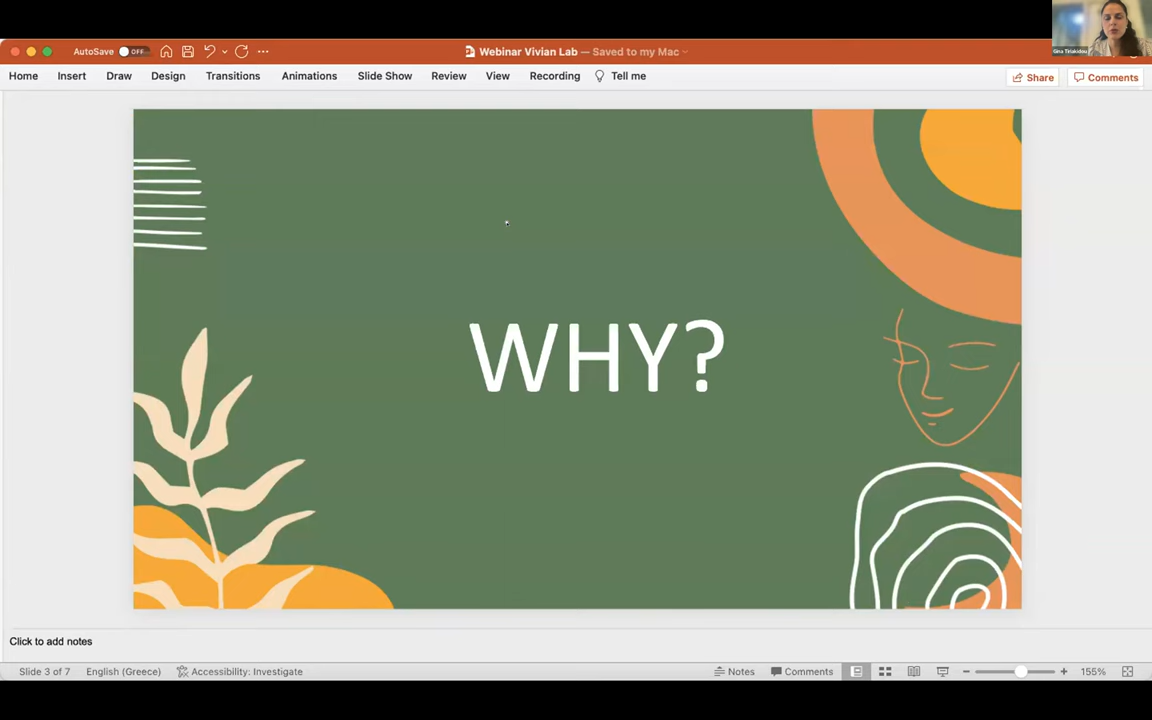 AutoSave OFF
Webinar Vivian Lab — Saved to my Mac
Gina Tiriakidou
Home Insert Draw Design Transitions Animations Slide Show Review View Recording Tell me
Share Comments
WHY?
Click to add notes
Slide 3 of 7 English (Greece) Accessibility: Investigate Notes Comments 155%